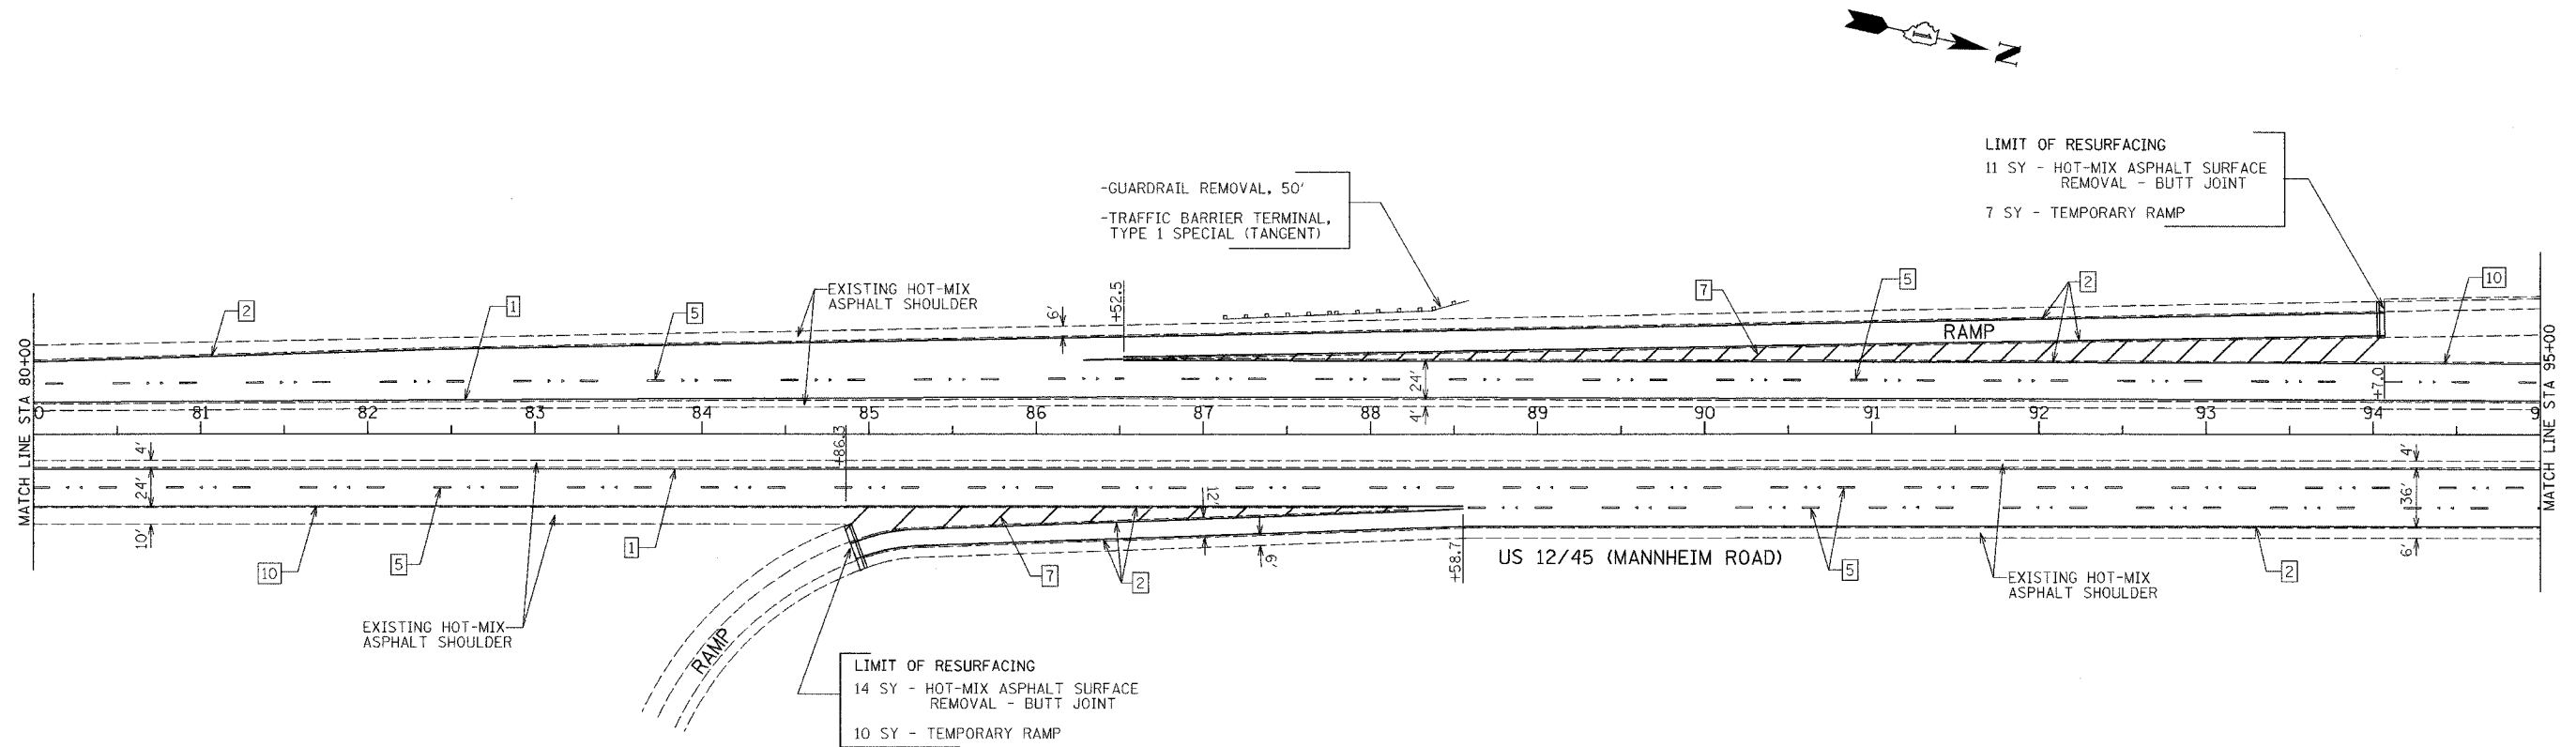 N
LIMIT OF RESURFACING
11 SY - HOT-MIX ASPHALT SURFACE
REMOVAL - BUTT JOINT
7 SY - TEMPORARY RAMP
-GUARDRAIL REMOVAL, 50'
-TRAFFIC BARRIER TERMINAL,
TYPE 1 SPECIAL (TANGENT)
MATCH LINE STA 80+00
2
1
5
EXISTING HOT-MIX
ASPHALT SHOULDER
6'
+52.5
7
5
2
10
RAMP
24'
4'
+7.0
MATCH LINE STA 95+00
0 81 82 83 84 85 86 87 88 89 90 91 92 93 94 9
4'
24'
10'
+86.3
12'
6'
+58.7
4'
36'
6'
10
5
1
7
2
US 12/45 (MANNHEIM ROAD)
5
2
EXISTING HOT-MIX
ASPHALT SHOULDER
EXISTING HOT-MIX
ASPHALT SHOULDER
RAMP
LIMIT OF RESURFACING
14 SY - HOT-MIX ASPHALT SURFACE
REMOVAL - BUTT JOINT
10 SY - TEMPORARY RAMP